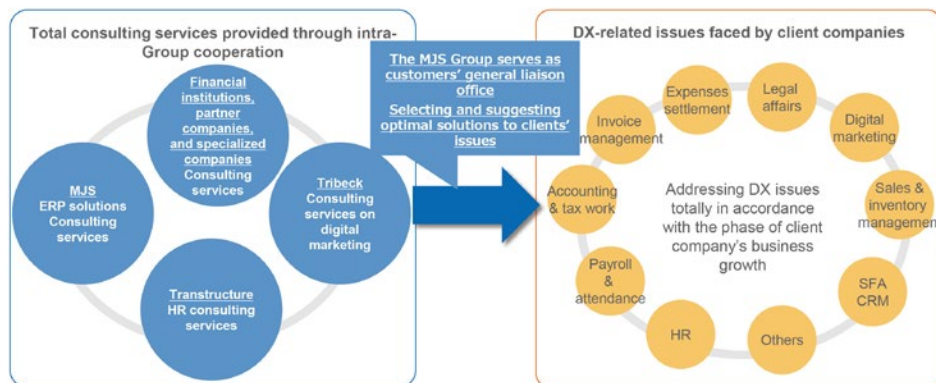 Total consulting services provided through intra-
Group cooperation
Financial
institutions,
partner
companies,
and specialized
companies
Consulting
services
MJS
ERP solutions
Consulting
services
Tribeck
Consulting
services on
digital
marketing
Transtructure
HR consulting
services
The MJS Group serves as
customers' general liaison
office
Selecting and suggesting
optimal solutions to clients'
issues
DX-related issues faced by client companies
Expenses
settlement
Legal
affairs
Invoice
management
Digital
marketing
Accounting
& tax work
Sales &
inventory
management
Addressing DX issues
totally in accordance
with the phase of client
company's business
growth
Payroll
&
attendance
SFA
CRM
HR
Others